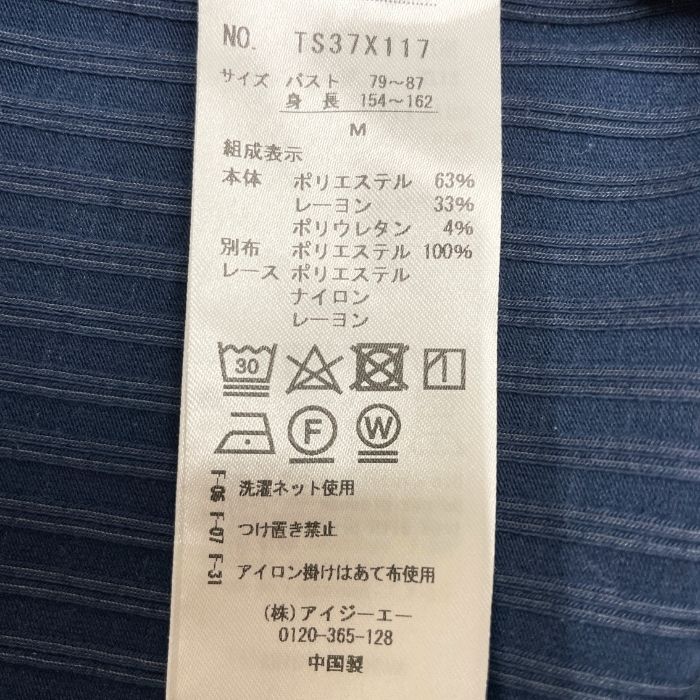 NO. TS37X117
サイズ バスト 79~87
身長 154~162
M
組成表示
本体 ポリエステル 63%
レーヨン 33%
ポリウレタン 4%
別布 ポリエステル 100%
レース ポリエステル
ナイロン
レーヨン
30
F W
F-06 洗濯ネット使用
F-07 つけ置き禁止
F-31 アイロン掛けはあて布使用
(株)アイジーエー
0120-365-128
中国製